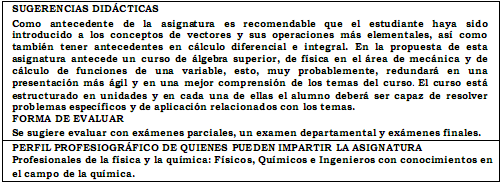 SUGERENCIAS DIDÁCTICAS
Como antecedente de la asignatura es recomendable que el estudiante haya sido
introducido a los conceptos de vectores y sus operaciones más elementales, así como
también tener antecedentes en cálculo diferencial e integral. En la propuesta de esta
asignatura antecede un curso de álgebra superior, de física en el área de mecánica y de
cálculo de funciones de una variable, esto, muy probablemente, redundará en una
presentación más ágil y en una mejor comprensión de los temas del curso. El curso está
estructurado en unidades y en cada una de ellas el alumno deberá ser capaz de resolver
problemas específicos y de aplicación relacionados con los temas.
FORMA DE EVALUAR
Se sugiere evaluar con exámenes parciales, un examen departamental y exámenes finales.
PERFIL PROFESIOGRÁFICO DE QUIENES PUEDEN IMPARTIR LA ASIGNATURA
Profesionales de la física y la química: Físicos, Químicos e Ingenieros con conocimientos en
el campo de la química.